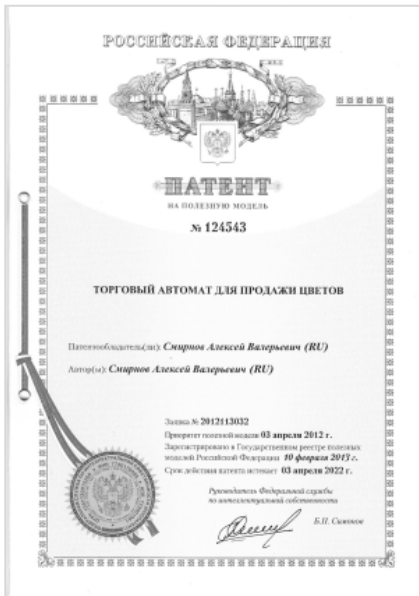 РОССИЙСКАЯ ФЕДЕРАЦИЯ
ПАТЕНТ
НА ПОЛЕЗНУЮ МОДЕЛЬ
№ 124543
ТОРГОВЫЙ АВТОМАТ ДЛЯ ПРОДАЖИ ЦВЕТОВ
Патентообладатель(ли): Смирнов Алексей Валерьевич (RU)
Автор(ы): Смирнов Алексей Валерьевич (RU)
Заявка № 2012113032
Приоритет полезной модели 03 апреля 2012 г.
Зарегистрировано в Государственном реестре полезных
моделей Российской Федерации 10 февраля 2013 г.
Срок действия патента истекает 03 апреля 2022 г.
Руководитель Федеральной службы
по интеллектуальной собственности
Б.П. Симонов